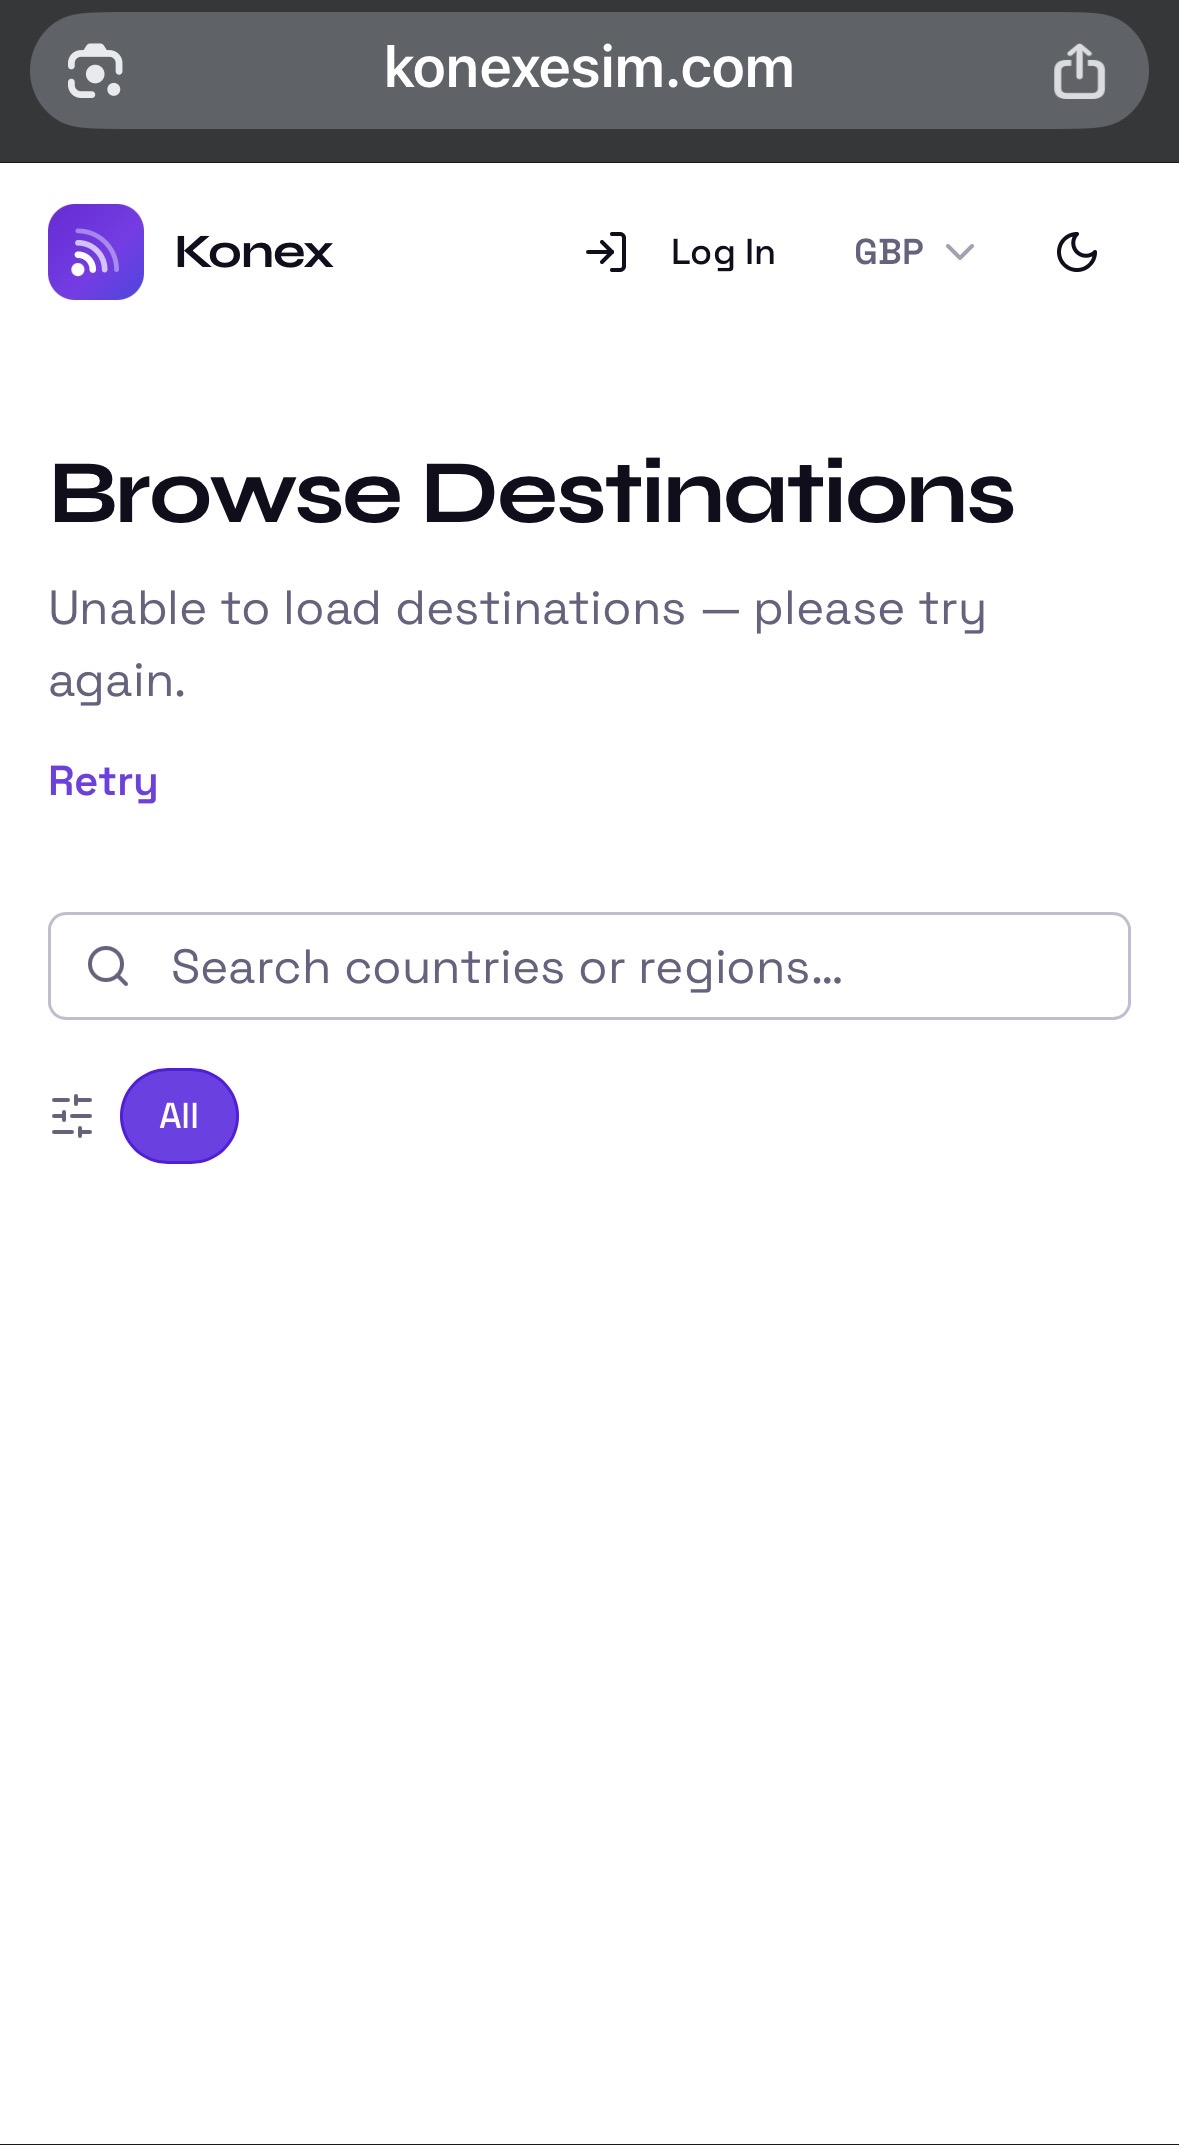 konexesim.com
Konex
Log In
GBP
Browse Destinations
Unable to load destinations — please try
again.
Retry
Search countries or regions...
All